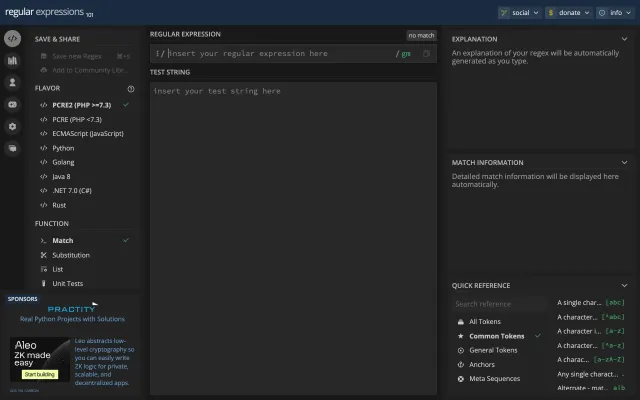 regular expressions 101
social
donate
info
SAVE & SHARE
Save new Regex ⌘+s
Add to Community Libr...
FLAVOR
PCRE2 (PHP >=7.3)
PCRE (PHP <7.3)
ECMAScript (JavaScript)
Python
Golang
Java 8
.NET 7.0 (C#)
Rust
FUNCTION
Match
Substitution
List
Unit Tests
SPONSORS
PRACTITY
Real Python Projects with Solutions
Aleo
ZK made
easy
Start building
Leo abstracts low-
level cryptography so
you can easily write
ZK logic for private,
scalable, and
decentralized apps.
ADS VIA CARBON
REGULAR EXPRESSION
no match
/ insert your regular expression here / gm
TEST STRING
insert your test string here
EXPLANATION
An explanation of your regex will be automatically
generated as you type.
MATCH INFORMATION
Detailed match information will be displayed here
automatically.
QUICK REFERENCE
Search reference
All Tokens
Common Tokens
General Tokens
Anchors
Meta Sequences
A single char... [abc]
A character... [^abc]
A character i... [a-z]
A character... [^a-z]
A charac... [a-zA-Z]
Any single charact... .
Alternate - mat... a|b